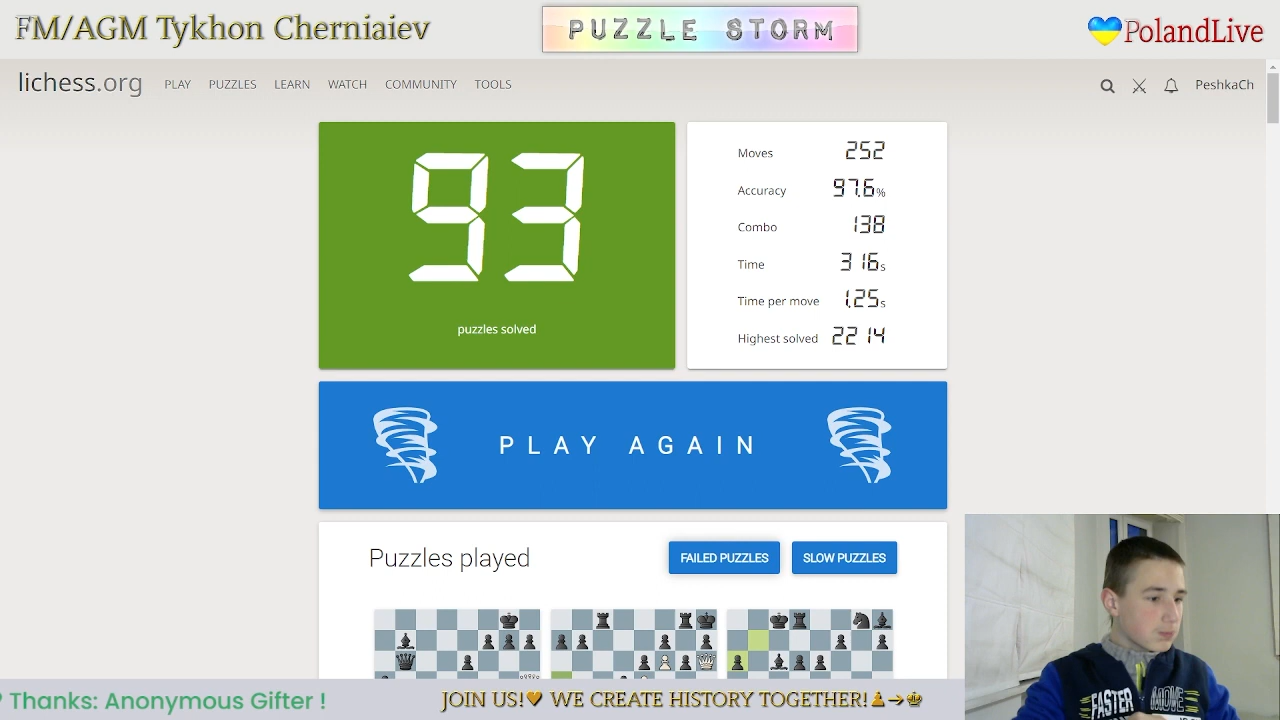 FM/AGM Tykhon Cherniaiev
PUZZLE STORM
PolandLive
lichess.org PLAY PUZZLES LEARN WATCH COMMUNITY TOOLS PeshkaCh
93
puzzles solved
Moves 252
Accuracy 97.6%
Combo 138
Time 316s
Time per move 1.25s
Highest solved 2214
PLAY AGAIN
Puzzles played
FAILED PUZZLES
SLOW PUZZLES
FASTER MOVE
Thanks: Anonymous Gifter !
JOIN US!🧡 WE CREATE HISTORY TOGETHER!♟→♚